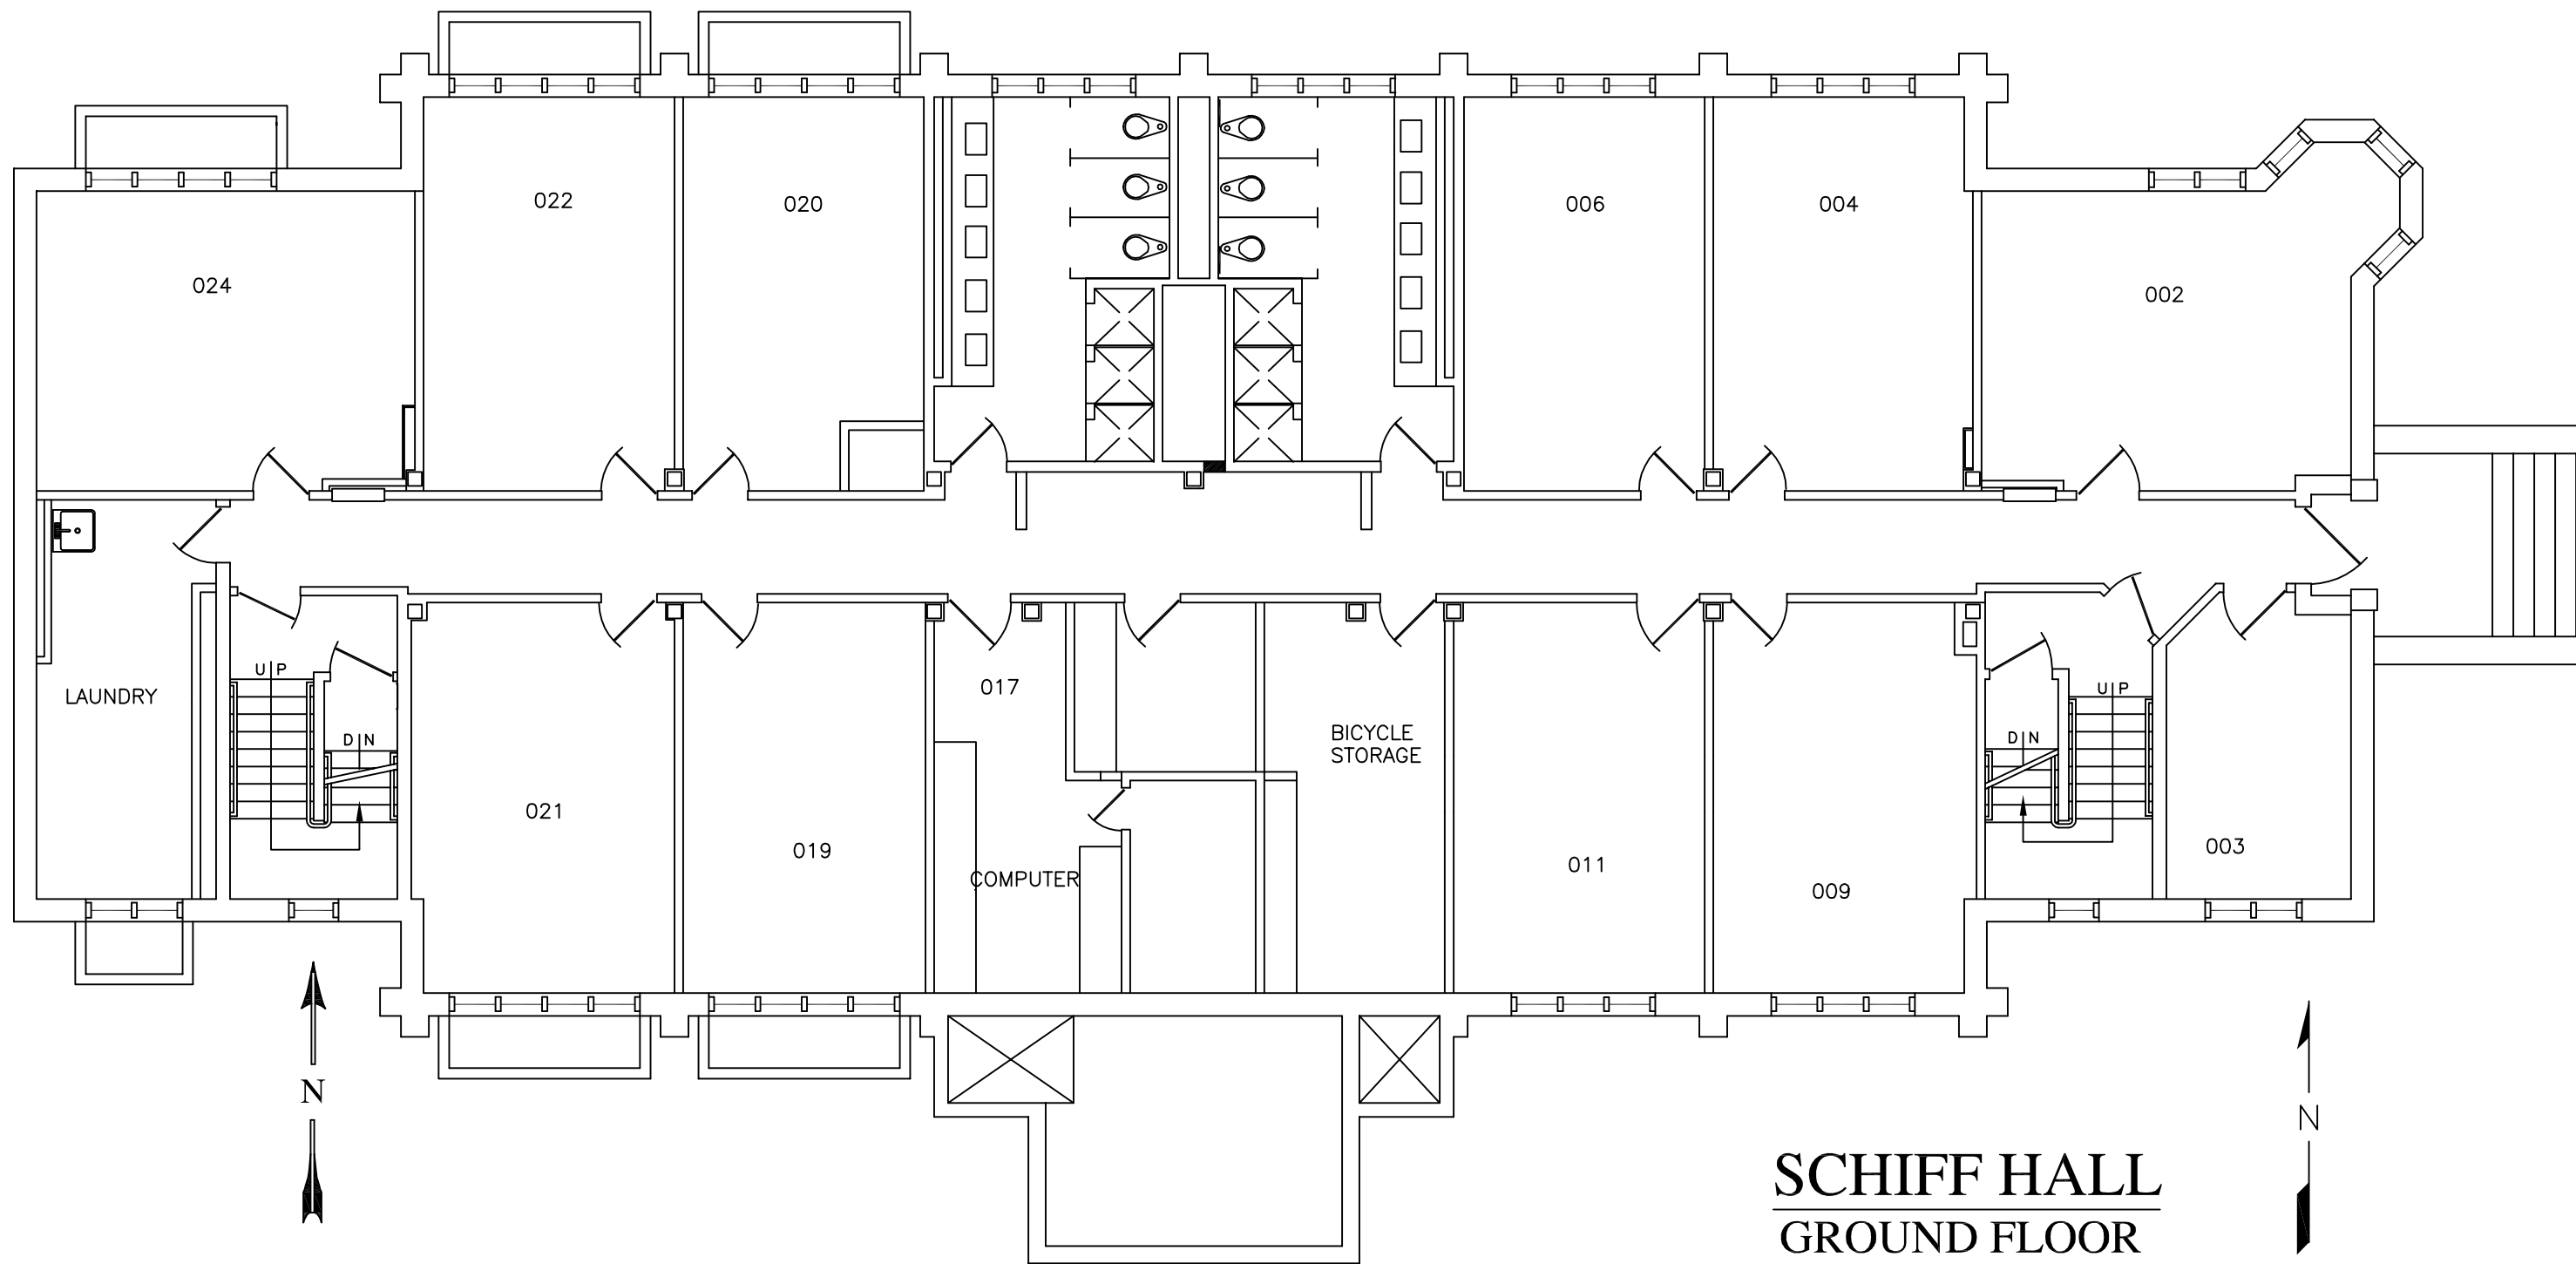 022
020
006
004
024
002
017
UP
LAUNDRY
UP
BICYCLE
STORAGE
DN
DN
021
019
011
003
COMPUTER
009
N
N
SCHIFF HALL
GROUND FLOOR